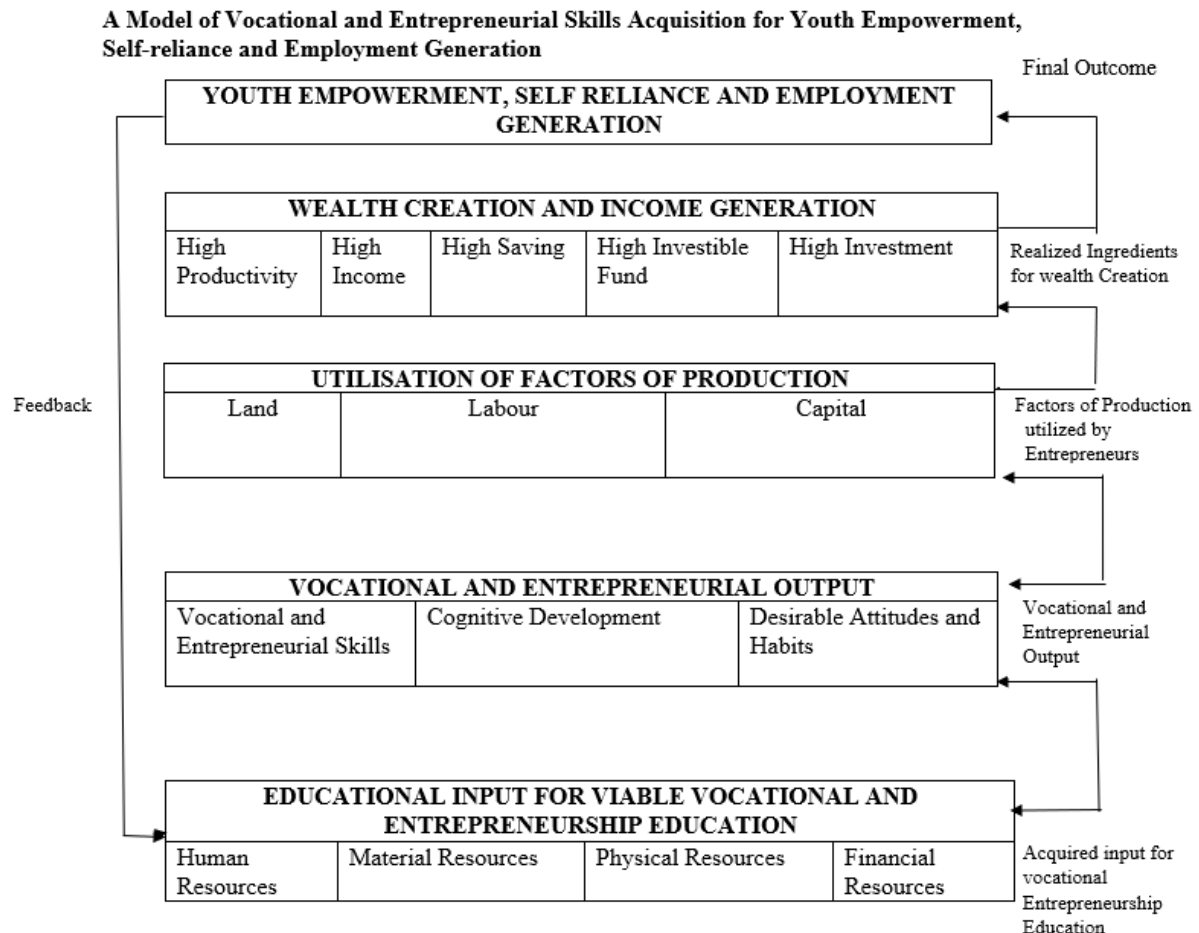 A Model of Vocational and Entrepreneurial Skills Acquisition for Youth Empowerment,
Self-reliance and Employment Generation
Final Outcome
YOUTH EMPOWERMENT, SELF RELIANCE AND EMPLOYMENT
GENERATION
WEALTH CREATION AND INCOME GENERATION
High
Productivity
High
Income
High Saving
High Investible
Fund
High Investment
Realized Ingredients
for wealth Creation
UTILISATION OF FACTORS OF PRODUCTION
Land
Labour
Capital
Feedback
Factors of Production
utilized by
Entrepreneurs
VOCATIONAL AND ENTREPRENEURIAL OUTPUT
Vocational and
Entrepreneurial Skills
Cognitive Development
Desirable Attitudes and
Habits
Vocational and
Entrepreneurial
Output
EDUCATIONAL INPUT FOR VIABLE VOCATIONAL AND
ENTREPRENEURSHIP EDUCATION
Human
Resources
Material Resources
Physical Resources
Financial
Resources
Acquired input for
vocational
Entrepreneurship
Education